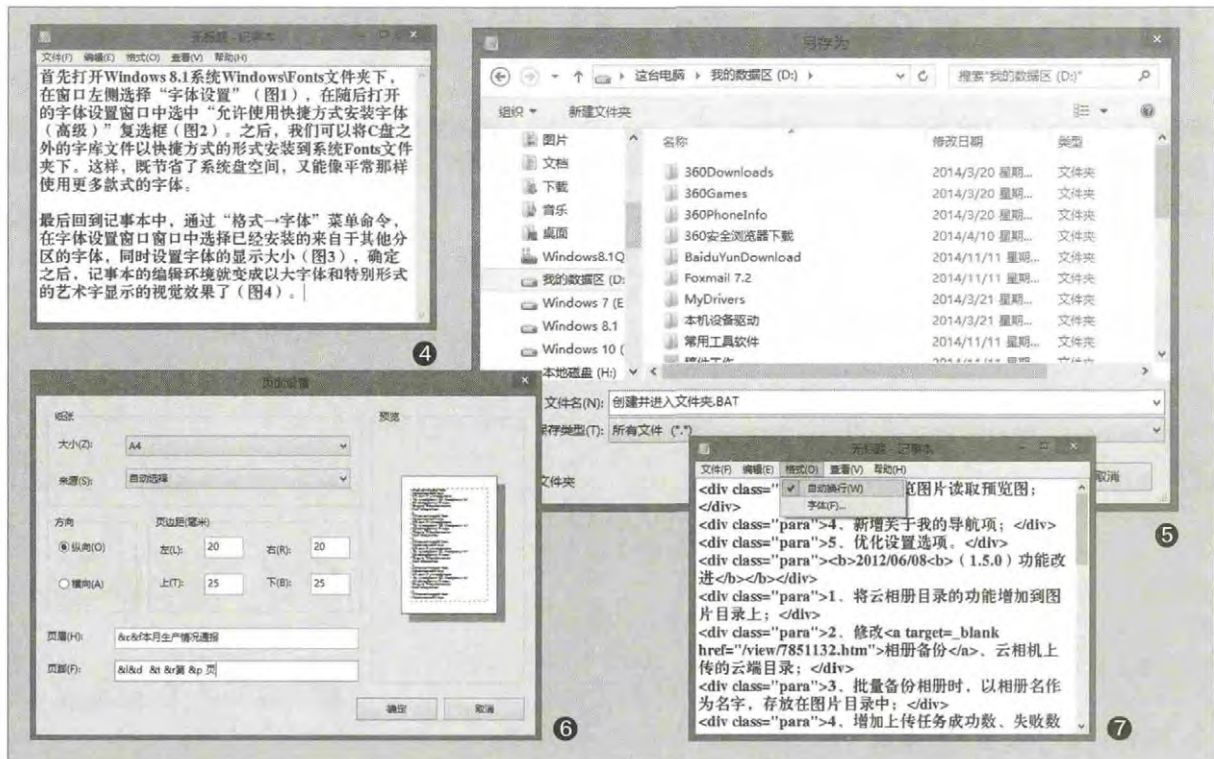 无标题 - 记事本
文件(F) 编辑(E) 格式(O) 查看(V) 帮助(H)
首先打开Windows 8.1系统Windows\Fonts文件夹下，
在窗口左侧选择“字体设置”（图1），在随后打开
的字体设置窗口中选中“允许使用快捷方式安装字体
（高级）”复选框（图2）。之后，我们可以将C盘之
外的字库文件以快捷方式的形式安装到系统Fonts文件
夹下。这样，既节省了系统盘空间，又能像平常那样
使用更多款式的字体。
最后回到记事本中，通过“格式→字体”菜单命令，
在字体设置窗口窗口中选择已经安装的来自于其他分
区的字体，同时设置字体的显示大小（图3），确定
之后，记事本的编辑环境就变成以大字体和特别形式
的艺术字显示的视觉效果了（图4）。
4
另存为
这台电脑 ▸ 我的数据区 (D:) ▸
搜索"我的数据区 (D:)"
组织 新建文件夹
图片
文档
下载
音乐
桌面
Windows8.1Q
我的数据区 (D:
Windows 7 (E
Windows 8.1
Windows 10 (
本地磁盘 (H:)
名称 修改日期 类型
360Downloads 2014/3/20 星期... 文件夹
360Games 2014/3/20 星期... 文件夹
360PhoneInfo 2014/3/20 星期... 文件夹
360安全浏览器下载 2014/4/10 星期... 文件夹
BaiduYunDownload 2014/11/11 星期... 文件夹
Foxmail 7.2 2014/11/11 星期... 文件夹
MyDrivers 2014/3/21 星期... 文件夹
本机设备驱动 2014/3/21 星期... 文件夹
常用工具软件 2014/11/11 星期... 文件夹
文件名(N): 创建并进入文件夹.BAT
保存类型(T): 所有文件 (*.*)
文件夹
取消
5
页面设置
纸张
大小(Z): A4
来源(S): 自动选择
方向
纵向(O)
横向(A)
页边距(毫米)
左(L): 20 右(R): 20
上(T): 25 下(B): 25
预览
页眉(H): &c&f本月生产情况通报
页脚(F): &l&d &t &r第 &p 页
确定 取消
6
无标题 - 记事本
文件(F) 编辑(E) 格式(O) 查看(V) 帮助(H)
自动换行(W)
字体(F)...
<div class="
览图片读取预览图；
</div>
<div class="para">4、新增关于我的导航项；</div>
<div class="para">5、优化设置选项。</div>
<div class="para"><b>2012/06/08<b>（1.5.0）功能改
进</b></b></div>
<div class="para">1、将云相册目录的功能增加到图
片目录上；</div>
<div class="para">2、修改<a target=_blank
href="/view/7851132.htm">相册备份</a>、云相机上
传的云端目录；</div>
<div class="para">3、批量备份相册时，以相册名作
为名字，存放在图片目录中；</div>
<div class="para">4、增加上传任务成功数、失败数
7